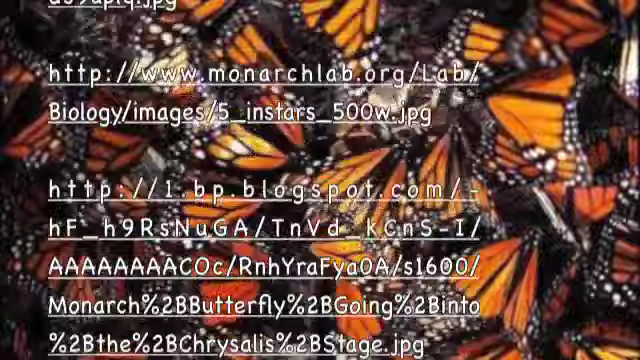 http://www.monarchlab.org/Lab/
Biology/images/5_instars_500w.jpg
http://1.bp.blogspot.com/-
hF_h9RsNuGA/TnVd_kCnS-I/
AAAAAAAACOc/RnhYraFya0A/s1600/
Monarch%2BButterfly%2BGoing%2Binto
%2Bthe%2BChrysalis%2BStage.jpg